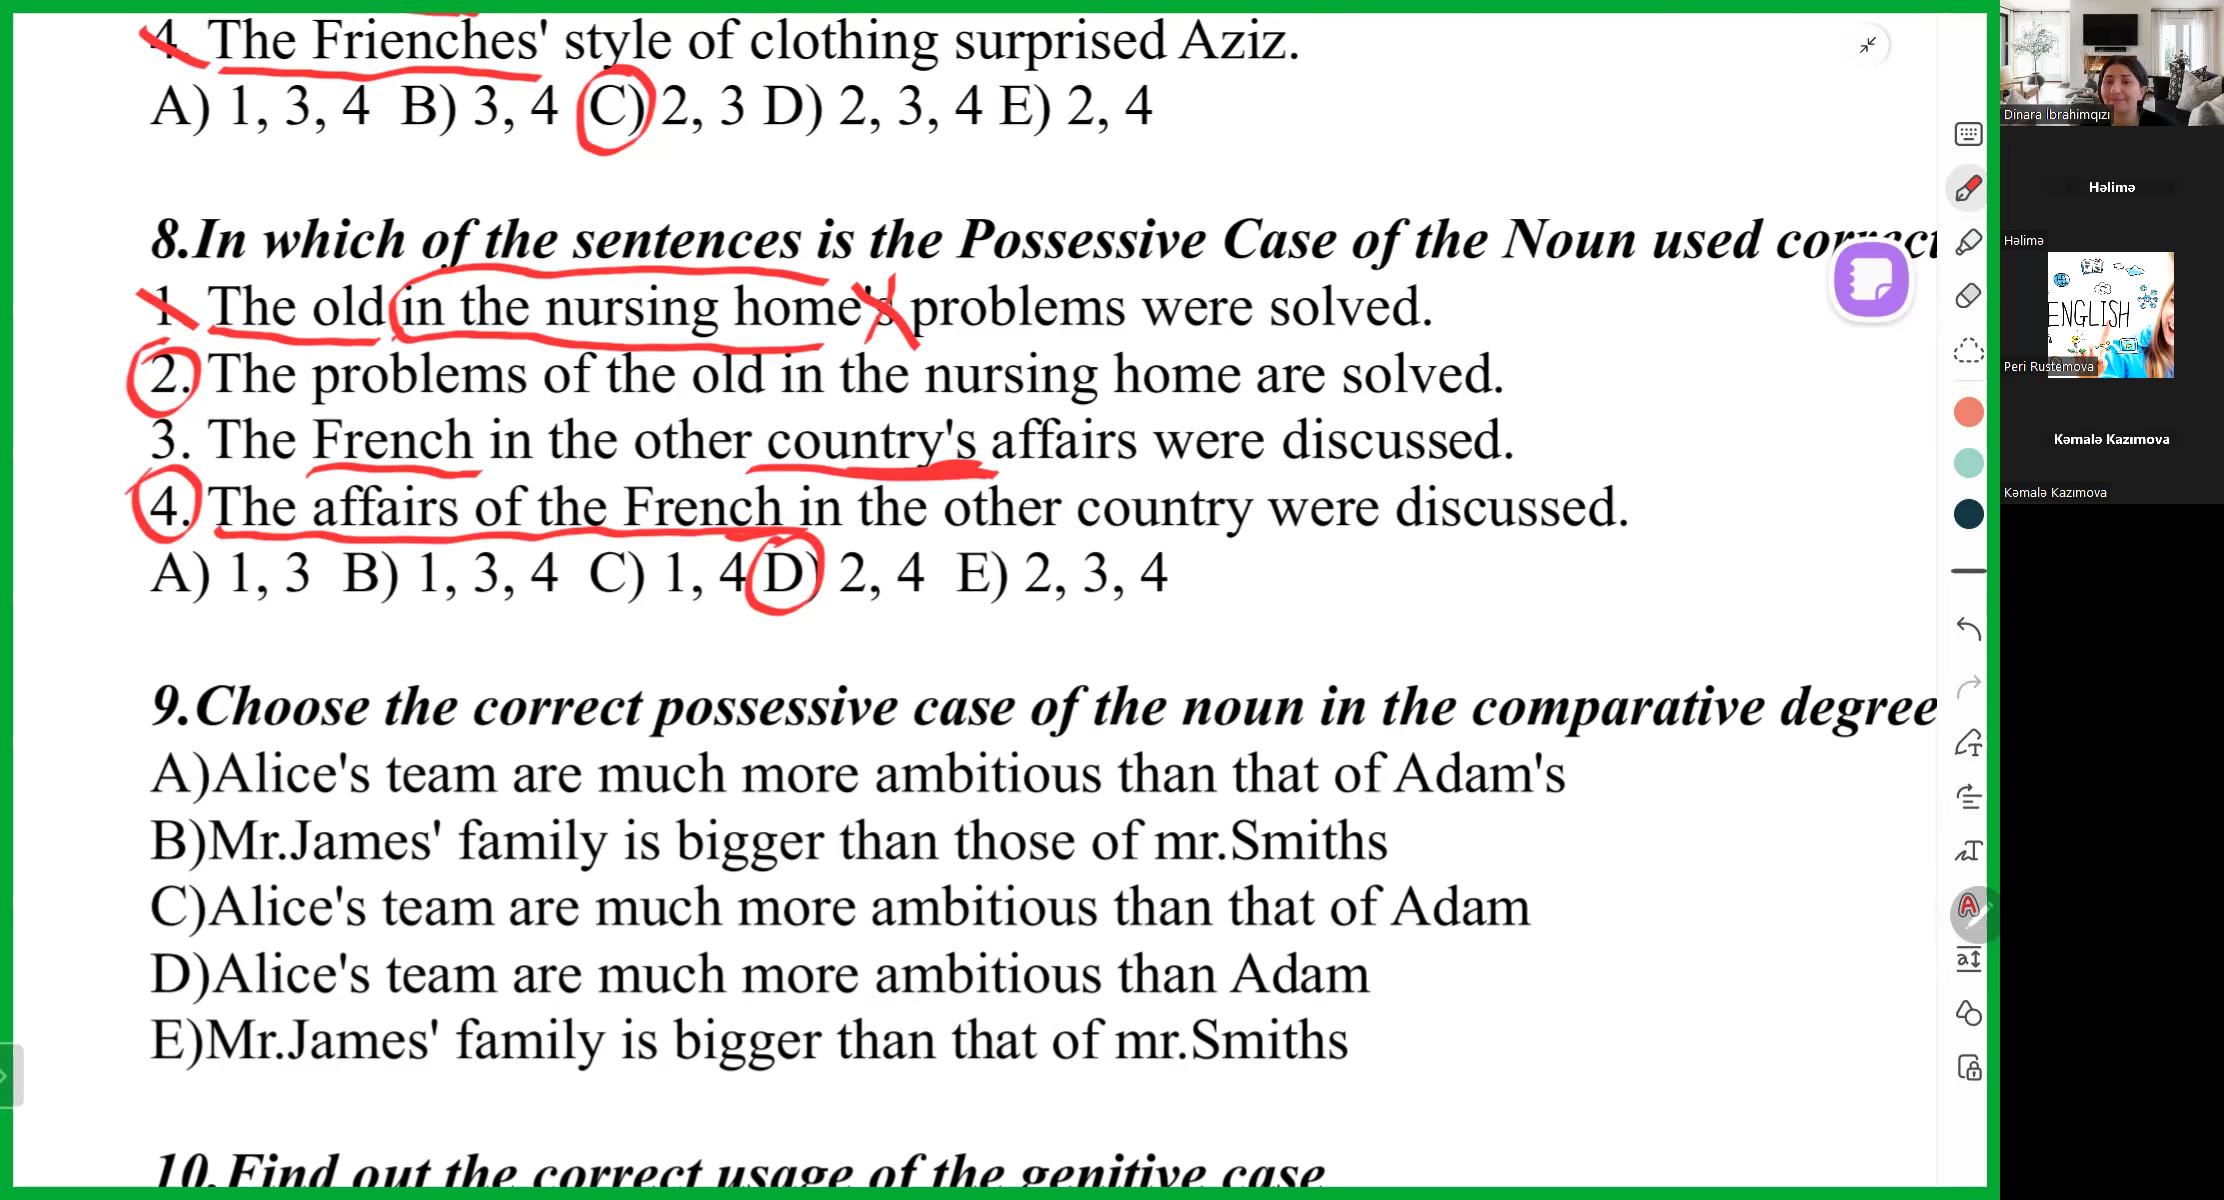 4. The Frienches' style of clothing surprised Aziz.
A) 1, 3, 4 B) 3, 4 C) 2, 3 D) 2, 3, 4 E) 2, 4
8.In which of the sentences is the Possessive Case of the Noun used correct
1. The old in the nursing home's problems were solved.
2. The problems of the old in the nursing home are solved.
3. The French in the other country's affairs were discussed.
4. The affairs of the French in the other country were discussed.
A) 1, 3 B) 1, 3, 4 C) 1, 4 D) 2, 4 E) 2, 3, 4
9.Choose the correct possessive case of the noun in the comparative degree
A)Alice's team are much more ambitious than that of Adam's
B)Mr.James' family is bigger than those of mr.Smiths
C)Alice's team are much more ambitious than that of Adam
D)Alice's team are much more ambitious than Adam
E)Mr.James' family is bigger than that of mr.Smiths
10.Find out the correct usage of the genitive case
Dinara İbrahimqızı
Həlimə
Həlimə
ENGLISH
Peri Rustemova
Kəmalə Kazımova
Kəmalə Kazımova